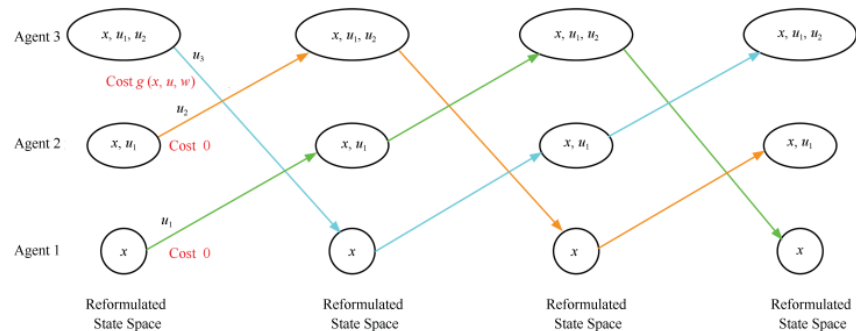 Agent 3
x, u₁, u₂
u₃
x, u₁, u₂
x, u₁, u₂
x, u₁, u₂
Cost g (x, u, w)
u₂
Agent 2
x, u₁
Cost 0
x, u₁
x, u₁
x, u₁
u₁
Agent 1
x
Cost 0
x
x
x
Reformulated
State Space
Reformulated
State Space
Reformulated
State Space
Reformulated
State Space